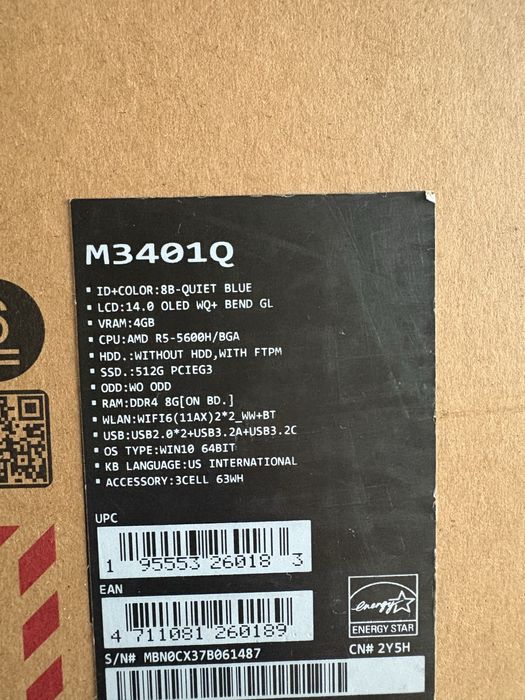 M3401Q
▪ ID+COLOR:8B-QUIET BLUE
▪ LCD:14.0 OLED WQ+ BEND GL
▪ VRAM:4GB
▪ CPU:AMD R5-5600H/BGA
▪ HDD.:WITHOUT HDD,WITH FTPM
▪ SSD.:512G PCIEG3
▪ ODD:WO ODD
▪ RAM:DDR4 8G[ON BD.]
▪ WLAN:WIFI6(11AX)2*2_WW+BT
▪ USB:USB2.0*2+USB3.2A+USB3.2C
▪ OS TYPE:WIN10 64BIT
▪ KB LANGUAGE:US INTERNATIONAL
▪ ACCESSORY:3CELL 63WH
UPC
1 95553 26018 3
EAN
4 711081 260189
energy
ENERGY STAR
S/N# MBN0CX37B061487
CN# 2Y5H